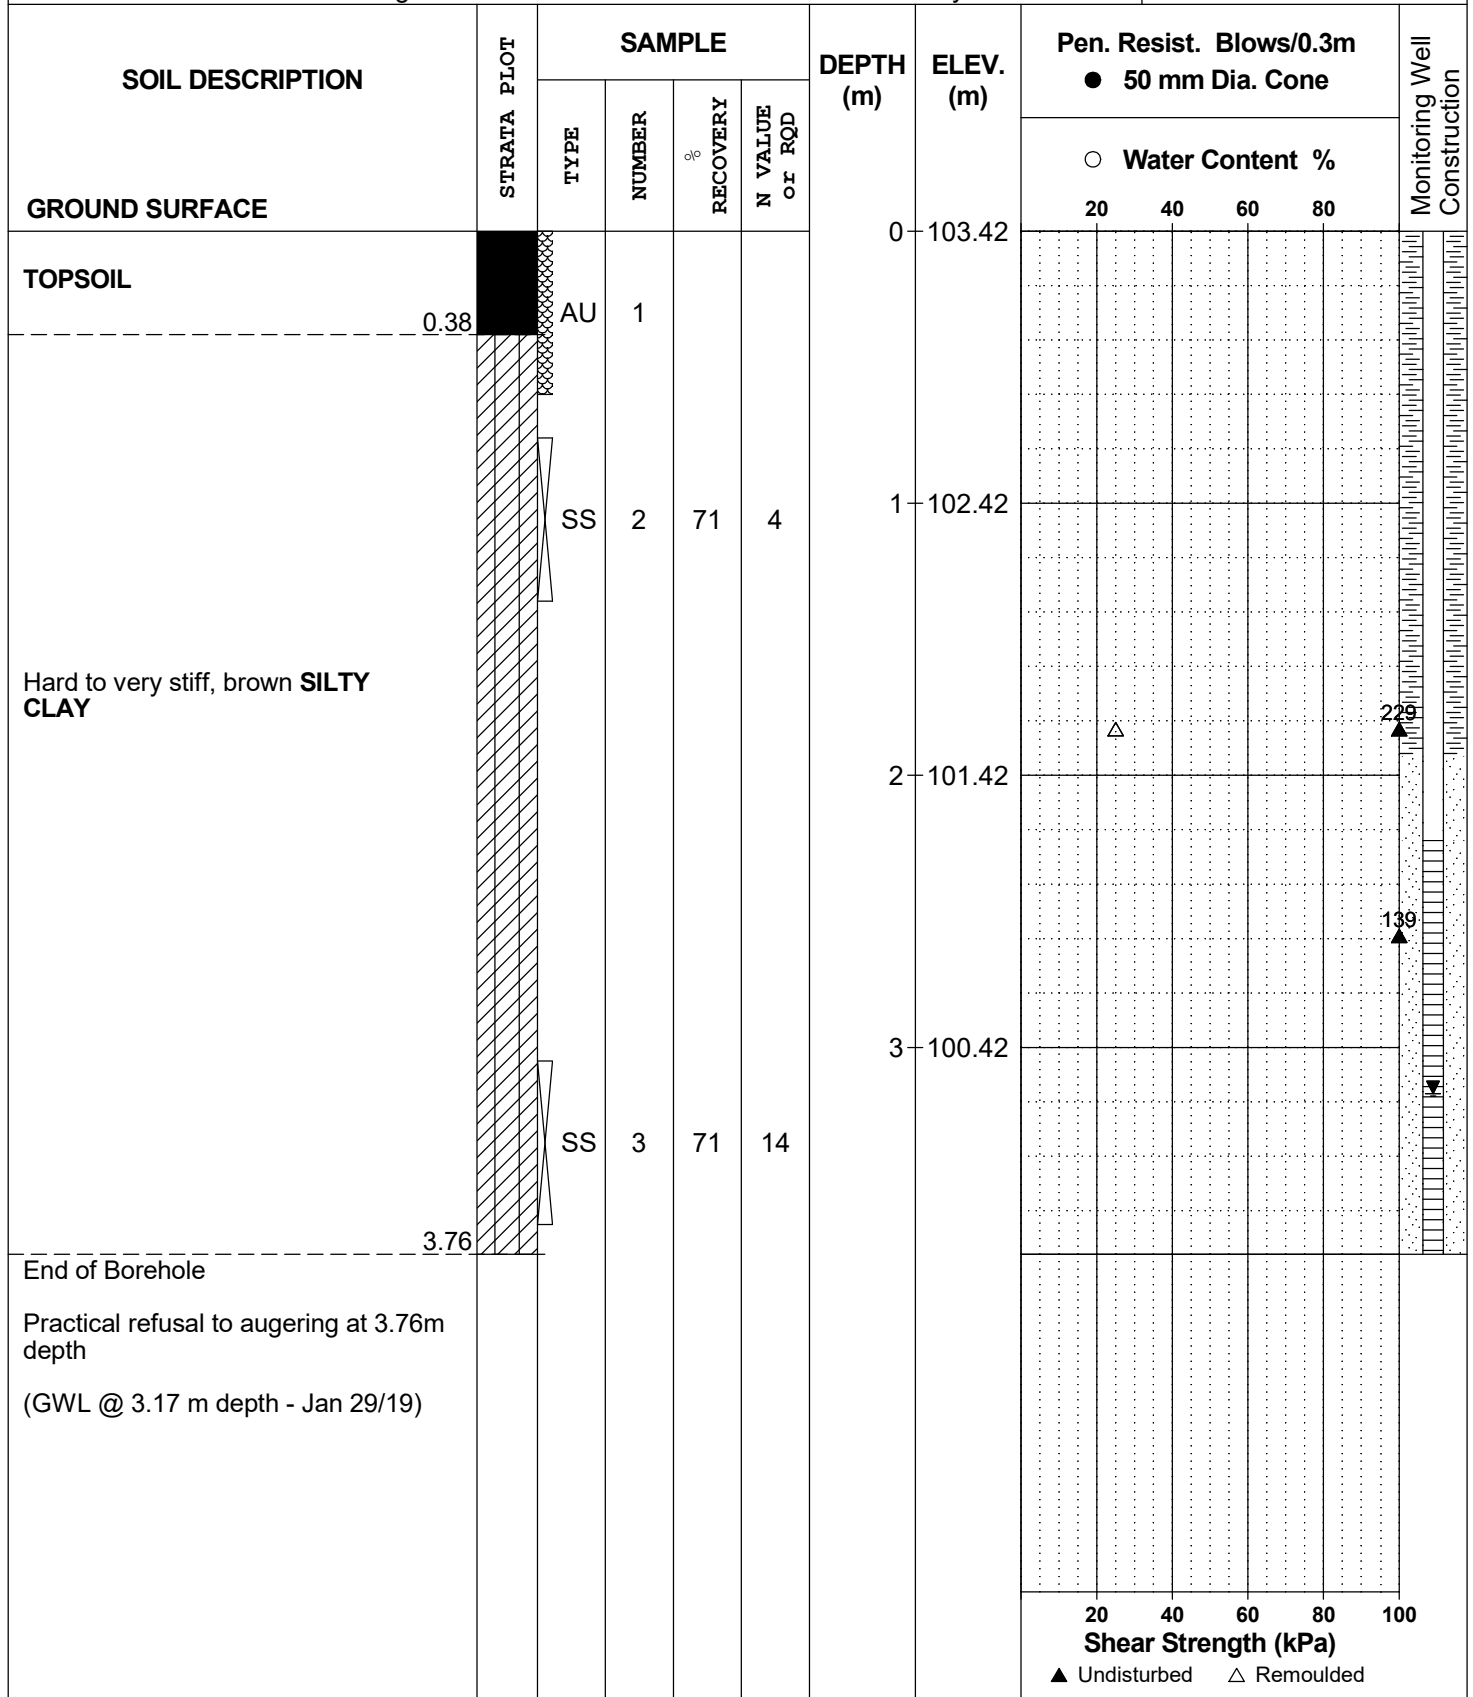 SOIL DESCRIPTION
GROUND SURFACE
STRATA PLOT
SAMPLE
TYPE
NUMBER
% RECOVERY
N VALUE or RQD
DEPTH (m)
ELEV. (m)
Pen. Resist. Blows/0.3m
● 50 mm Dia. Cone
○ Water Content %
20 40 60 80
Monitoring Well
Construction
0 103.42
TOPSOIL
0.38
AU 1
1 102.42
SS 2 71 4
Hard to very stiff, brown SILTY
CLAY
229
2 101.42
139
3 100.42
SS 3 71 14
3.76
End of Borehole
Practical refusal to augering at 3.76m
depth
(GWL @ 3.17 m depth - Jan 29/19)
20 40 60 80 100
Shear Strength (kPa)
▲ Undisturbed △ Remoulded